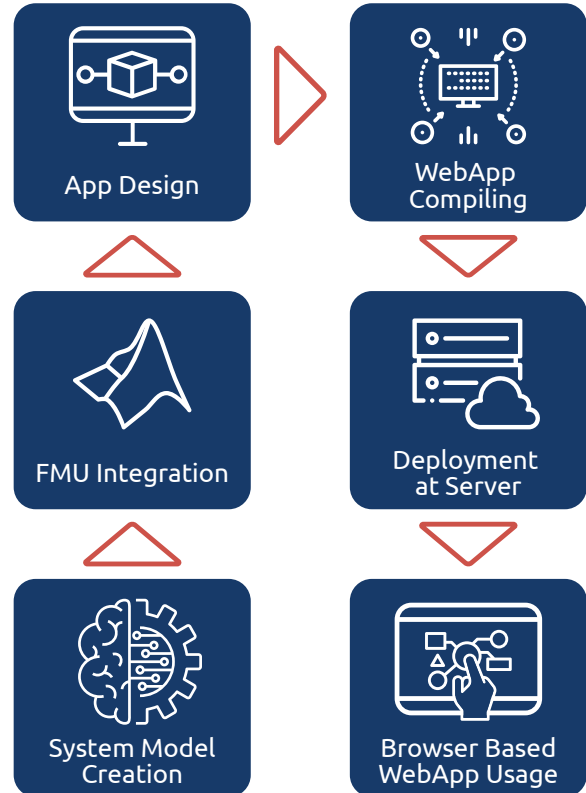 App Design
WebApp
Compiling
FMU Integration
Deployment
at Server
System Model
Creation
Browser Based
WebApp Usage